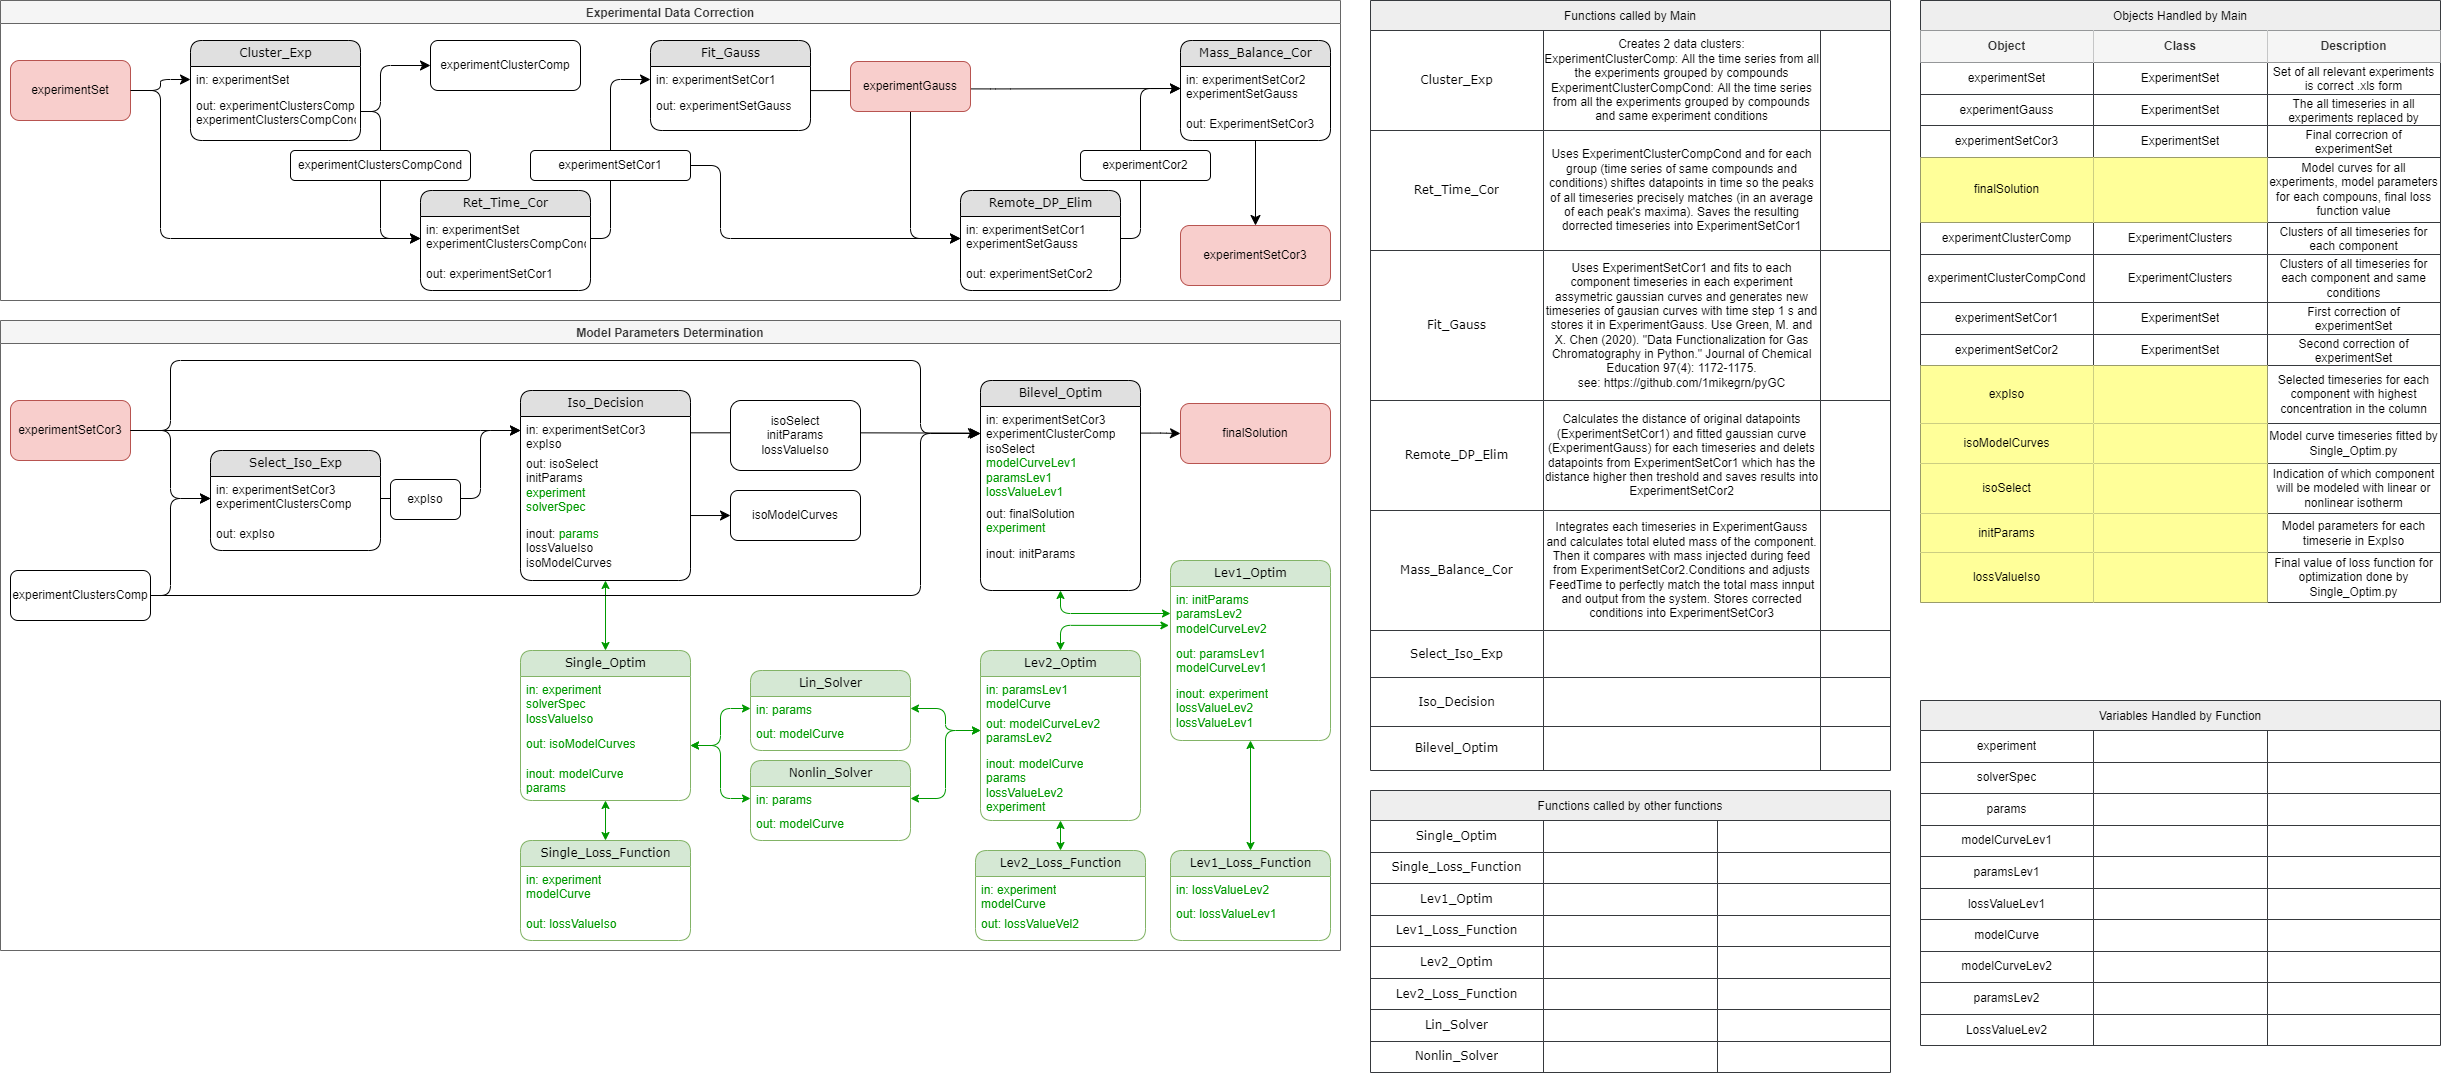 Experimental Data Correction
experimentSet
Cluster_Exp
in: experimentSet
out: experimentClustersComp
experimentClustersCompCond
experimentClusterComp
experimentClustersCompCond
Ret_Time_Cor
in: experimentSet
experimentClustersCompCond
out: experimentSetCor1
experimentSetCor1
Fit_Gauss
in: experimentSetCor1
out: experimentSetGauss
experimentGauss
Remote_DP_Elim
in: experimentSetCor1
experimentSetGauss
out: experimentSetCor2
experimentCor2
Mass_Balance_Cor
in: experimentSetCor2
experimentSetGauss
out: ExperimentSetCor3
experimentSetCor3
Model Parameters Determination
experimentSetCor3
experimentClustersComp
Select_Iso_Exp
in: experimentSetCor3
experimentClustersComp
out: expIso
expIso
Iso_Decision
in: experimentSetCor3
expIso
out: isoSelect
initParams
experiment
solverSpec
inout: params
lossValueIso
isoModelCurves
isoSelect
initParams
lossValueIso
isoModelCurves
Bilevel_Optim
in: experimentSetCor3
experimentClusterComp
isoSelect
modelCurveLev1
paramsLev1
lossValueLev1
out: finalSolution
experiment
inout: initParams
finalSolution
Lev1_Optim
in: initParams
paramsLev2
modelCurveLev2
out: paramsLev1
modelCurveLev1
inout: experiment
lossValueLev2
lossValueLev1
Single_Optim
in: experiment
solverSpec
lossValueIso
out: isoModelCurves
inout: modelCurve
params
Lin_Solver
in: params
out: modelCurve
Nonlin_Solver
in: params
out: modelCurve
Lev2_Optim
in: paramsLev1
modelCurve
out: modelCurveLev2
paramsLev2
inout: modelCurve
params
lossValueLev2
experiment
Single_Loss_Function
in: experiment
modelCurve
out: lossValueIso
Lev2_Loss_Function
in: experiment
modelCurve
out: lossValueVel2
Lev1_Loss_Function
in: lossValueLev2
out: lossValueLev1
Functions called by Main
Cluster_Exp
Creates 2 data clusters:
ExperimentClusterComp: All the time series from all
the experiments grouped by compounds
ExperimentClusterCompCond: All the time series
from all the experiments grouped by compounds
and same experiment conditions
Ret_Time_Cor
Uses ExperimentClusterCompCond and for each
group (time series of same compounds and
conditions) shiftes datapoints in time so the peaks
of all timeseries precisely matches (in an average
of each peak's maxima). Saves the resulting
dorrected timeseries into ExperimentSetCor1
Fit_Gauss
Uses ExperimentSetCor1 and fits to each
component timeseries in each experiment
assymetric gaussian curves and generates new
timeseries of gausian curves with time step 1 s and
stores it in ExperimentGauss. Use Green, M. and
X. Chen (2020). "Data Functionalization for Gas
Chromatography in Python." Journal of Chemical
Education 97(4): 1172-1175.
see: https://github.com/1mikegrn/pyGC
Remote_DP_Elim
Calculates the distance of original datapoints
(ExperimentSetCor1) and fitted gaussian curve
(ExperimentGauss) for each timeseries and delets
datapoints from ExperimentSetCor1 which has the
distance higher then treshold and saves results into
ExperimentSetCor2
Mass_Balance_Cor
Integrates each timeseries in ExperimentGauss
and calculates total eluted mass of the component.
Then it compares with mass injected during feed
from ExperimentSetCor2.Conditions and adjusts
FeedTime to perfectly match the total mass innput
and output from the system. Stores corrected
conditions into ExperimentSetCor3
Select_Iso_Exp
Iso_Decision
Bilevel_Optim
Functions called by other functions
Single_Optim
Single_Loss_Function
Lev1_Optim
Lev1_Loss_Function
Lev2_Optim
Lev2_Loss_Function
Lin_Solver
Nonlin_Solver
Objects Handled by Main
Object Class Description
experimentSet ExperimentSet Set of all relevant experiments
is correct .xls form
experimentGauss ExperimentSet The all timeseries in all
experiments replaced by
experimentSetCor3 ExperimentSet Final correcrion of
experimentSet
finalSolution
Model curves for all
experiments, model parameters
for each compouns, final loss
function value
experimentClusterComp ExperimentClusters Clusters of all timeseries for
each component
experimentClusterCompCond ExperimentClusters Clusters of all timeseries for
each component and same
conditions
experimentSetCor1 ExperimentSet First correction of
experimentSet
experimentSetCor2 ExperimentSet Second correction of
experimentSet
expIso
Selected timeseries for each
component with highest
concentration in the column
isoModelCurves
Model curve timeseries fitted by
Single_Optim.py
isoSelect
Indication of which component
will be modeled with linear or
nonlinear isotherm
initParams
Model parameters for each
timeserie in ExpIso
lossValueIso
Final value of loss function for
optimization done by
Single_Optim.py
Variables Handled by Function
experiment
solverSpec
params
modelCurveLev1
paramsLev1
lossValueLev1
modelCurve
modelCurveLev2
paramsLev2
LossValueLev2